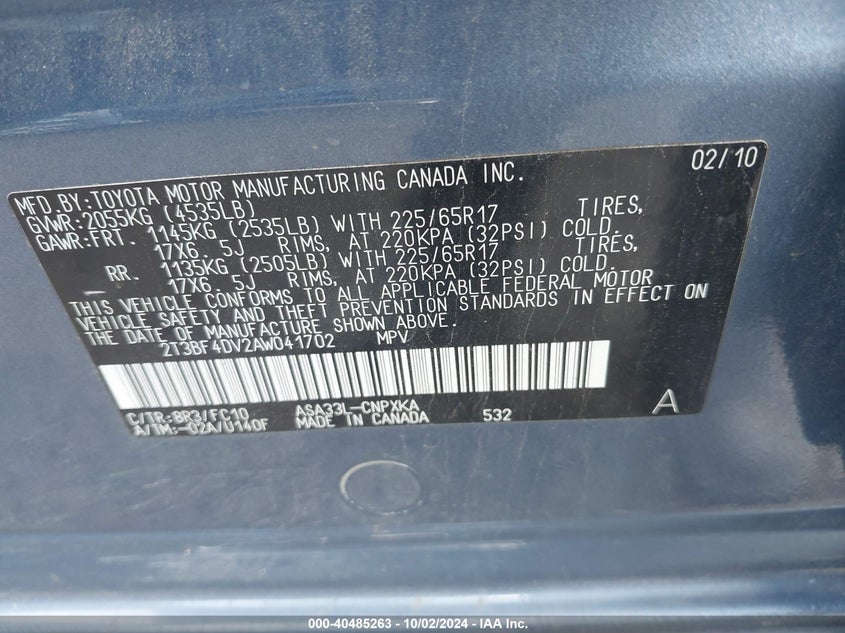 MFD.BY:TOYOTA MOTOR MANUFACTURING CANADA INC. 02/10
GVWR:2055KG (4535LB)
GAWR:FRT. 1145KG (2535LB) WITH 225/65R17 TIRES,
17X6.5J RIMS, AT 220KPA (32PSI) COLD.
RR. 1135KG (2505LB) WITH 225/65R17 TIRES,
17X6.5J RIMS, AT 220KPA (32PSI) COLD.
THIS VEHICLE CONFORMS TO ALL APPLICABLE FEDERAL MOTOR
VEHICLE SAFETY AND THEFT PREVENTION STANDARDS IN EFFECT ON
THE DATE OF MANUFACTURE SHOWN ABOVE.
2T3BF4DV2AW041702 MPV
C/TR:8R3/FC10 ASA33L-CNPXKA
A/TM:-02A/U140F MADE IN CANADA 532 A
000-40485263 - 10/02/2024 - IAA Inc.